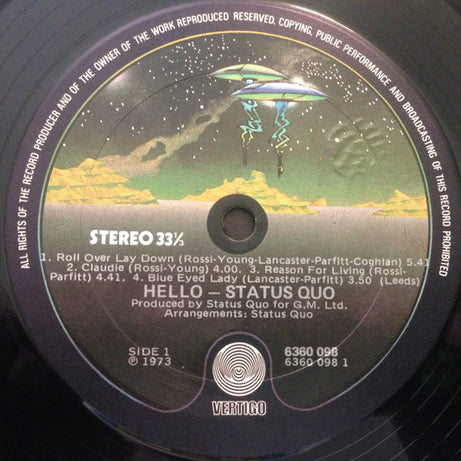 ALL RIGHTS OF THE RECORD PRODUCER AND OF THE OWNER OF THE WORK REPRODUCED RESERVED. COPYING, PUBLIC PERFORMANCE AND BROADCASTING OF THIS RECORD PROHIBITED
STEREO 33⅓
1. Roll Over Lay Down (Rossi-Young-Lancaster-Parfitt-Coghlan) 5.41
2. Claudie (Rossi-Young) 4.00. 3. Reason For Living (Rossi-
Parfitt) 4.41. 4. Blue Eyed Lady (Lancaster-Parfitt) 3.50 (Leeds)
HELLO – STATUS QUO
Produced by Status Quo for G.M. Ltd.
Arrangements: Status Quo
SIDE 1 6360 098
℗ 1973 6360 098 1
VERTIGO